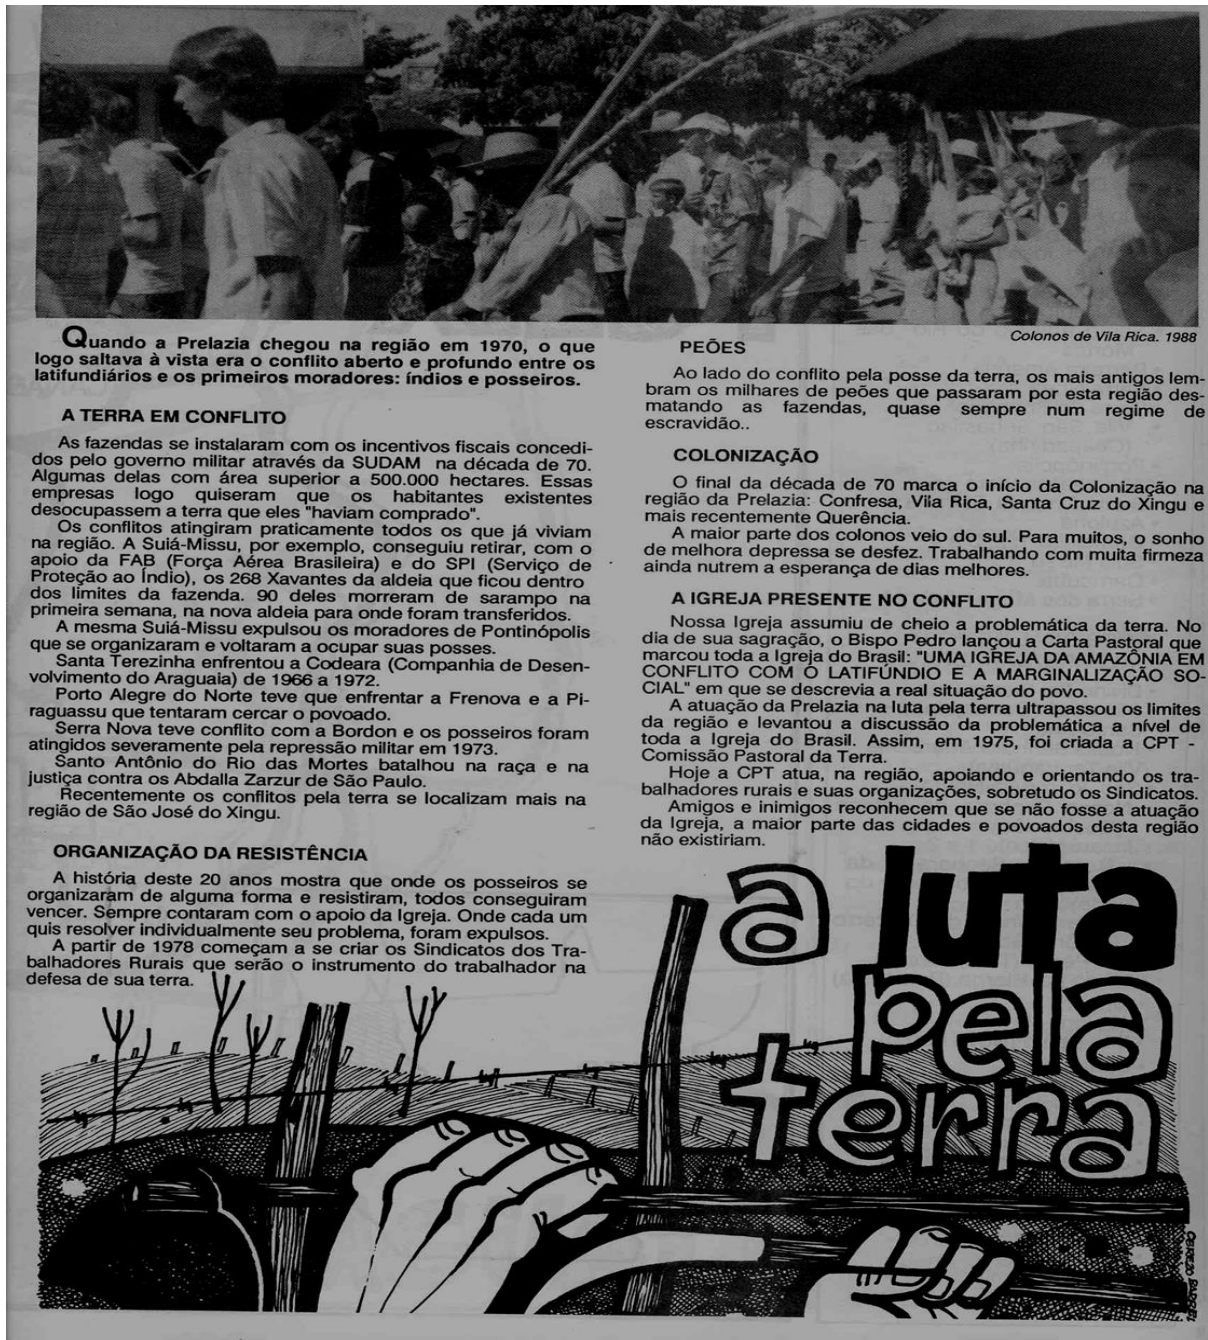 Colonos de Vila Rica. 1988
Quando a Prelazia chegou na região em 1970, o que
logo saltava à vista era o conflito aberto e profundo entre os
latifundiários e os primeiros moradores: índios e posseiros.
A TERRA EM CONFLITO
As fazendas se instalaram com os incentivos fiscais concedi-
dos pelo governo militar através da SUDAM na década de 70.
Algumas delas com área superior a 500.000 hectares. Essas
empresas logo quiseram que os habitantes existentes
desocupassem a terra que eles "haviam comprado".
Os conflitos atingiram praticamente todos os que já viviam
na região. A Suiá-Missu, por exemplo, conseguiu retirar, com o
apoio da FAB (Força Aérea Brasileira) e do SPI (Serviço de
Proteção ao Índio), os 268 Xavantes da aldeia que ficou dentro
dos limites da fazenda. 90 deles morreram de sarampo na
primeira semana, na nova aldeia para onde foram transferidos.
A mesma Suiá-Missu expulsou os moradores de Pontinópolis
que se organizaram e voltaram a ocupar suas posses.
Santa Terezinha enfrentou a Codeara (Companhia de Desen-
volvimento do Araguaia) de 1966 a 1972.
Porto Alegre do Norte teve que enfrentar a Frenova e a Pi-
raguassu que tentaram cercar o povoado.
Serra Nova teve conflito com a Bordon e os posseiros foram
atingidos severamente pela repressão militar em 1973.
Santo Antônio do Rio das Mortes batalhou na raça e na
justiça contra os Abdalla Zarzur de São Paulo.
Recentemente os conflitos pela terra se localizam mais na
região de São José do Xingu.
ORGANIZAÇÃO DA RESISTÊNCIA
A história deste 20 anos mostra que onde os posseiros se
organizaram de alguma forma e resistiram, todos conseguiram
vencer. Sempre contaram com o apoio da Igreja. Onde cada um
quis resolver individualmente seu problema, foram expulsos.
A partir de 1978 começam a se criar os Sindicatos dos Tra-
balhadores Rurais que serão o instrumento do trabalhador na
defesa de sua terra.
PEÕES
Ao lado do conflito pela posse da terra, os mais antigos lem-
bram os milhares de peões que passaram por esta região des-
matando as fazendas, quase sempre num regime de
escravidão..
COLONIZAÇÃO
O final da década de 70 marca o início da Colonização na
região da Prelazia: Confresa, Vila Rica, Santa Cruz do Xingu e
mais recentemente Querência.
A maior parte dos colonos veio do sul. Para muitos, o sonho
de melhora depressa se desfez. Trabalhando com muita firmeza
ainda nutrem a esperança de dias melhores.
A IGREJA PRESENTE NO CONFLITO
Nossa Igreja assumiu de cheio a problemática da terra. No
dia de sua sagração, o Bispo Pedro lançou a Carta Pastoral que
marcou toda a Igreja do Brasil: "UMA IGREJA DA AMAZÔNIA EM
CONFLITO COM O LATIFÚNDIO E A MARGINALIZAÇÃO SO-
CIAL" em que se descrevia a real situação do povo.
A atuação da Prelazia na luta pela terra ultrapassou os limites
da região e levantou a discussão da problemática a nível de
toda a Igreja do Brasil. Assim, em 1975, foi criada a CPT -
Comissão Pastoral da Terra.
Hoje a CPT atua, na região, apoiando e orientando os tra-
balhadores rurais e suas organizações, sobretudo os Sindicatos.
Amigos e inimigos reconhecem que se não fosse a atuação
da Igreja, a maior parte das cidades e povoados desta região
não existiriam.
a luta
pela
terra